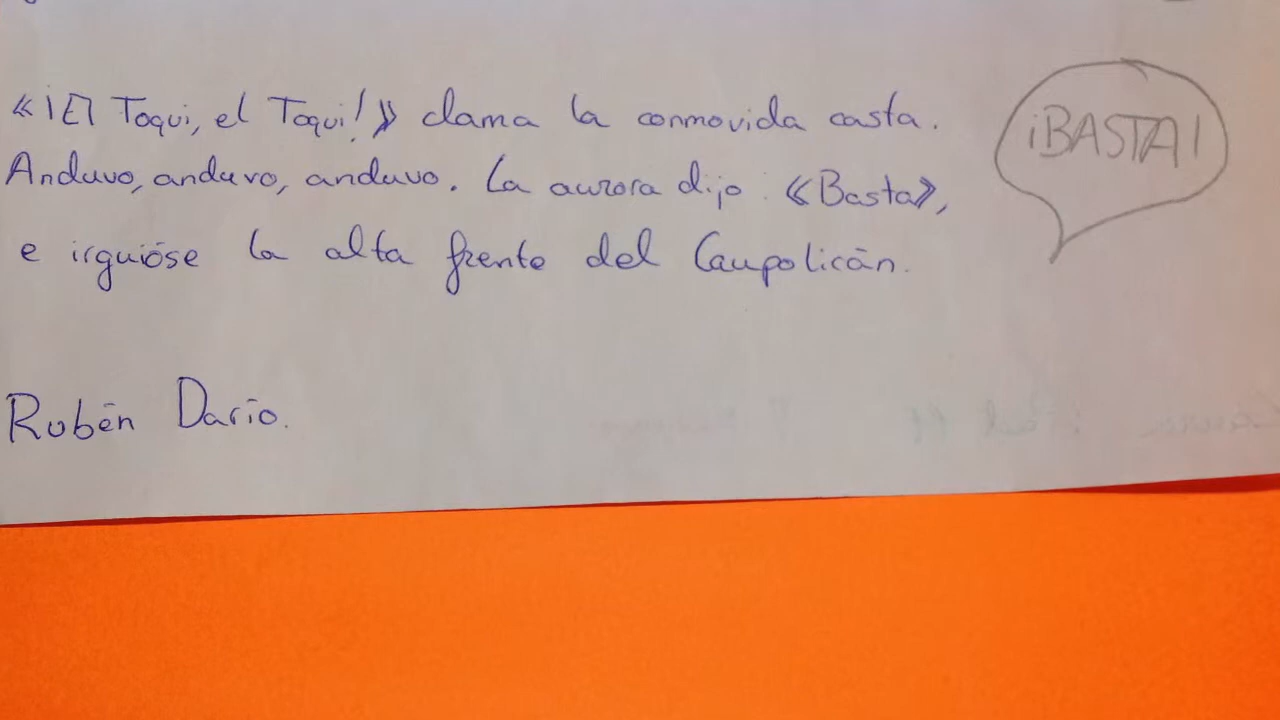 «¡El Toqui, el Toqui!» clama la conmovida casta.
Anduvo, anduvo, anduvo. La aurora dijo: «Basta»,
e irguióse la alta frente del Caupolicán.
Rubén Darío.
¡BASTA!